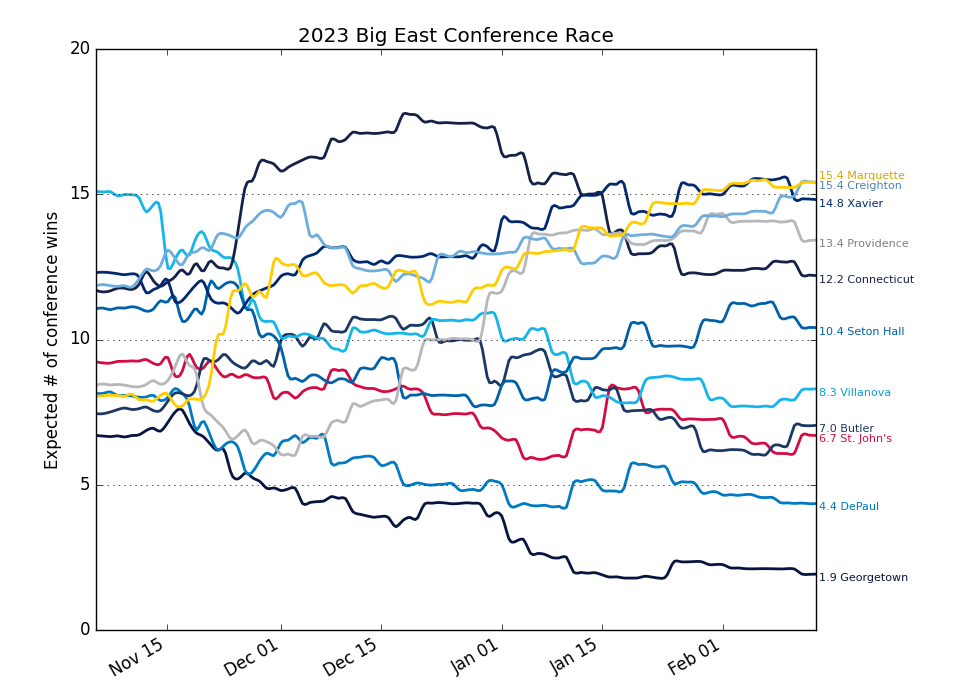 2023 Big East Conference Race
Expected # of conference wins
20
15
10
5
0
Nov 15
Dec 01
Dec 15
Jan 01
Jan 15
Feb 01
15.4 Marquette
15.4 Creighton
14.8 Xavier
13.4 Providence
12.2 Connecticut
10.4 Seton Hall
8.3 Villanova
7.0 Butler
6.7 St. John's
4.4 DePaul
1.9 Georgetown